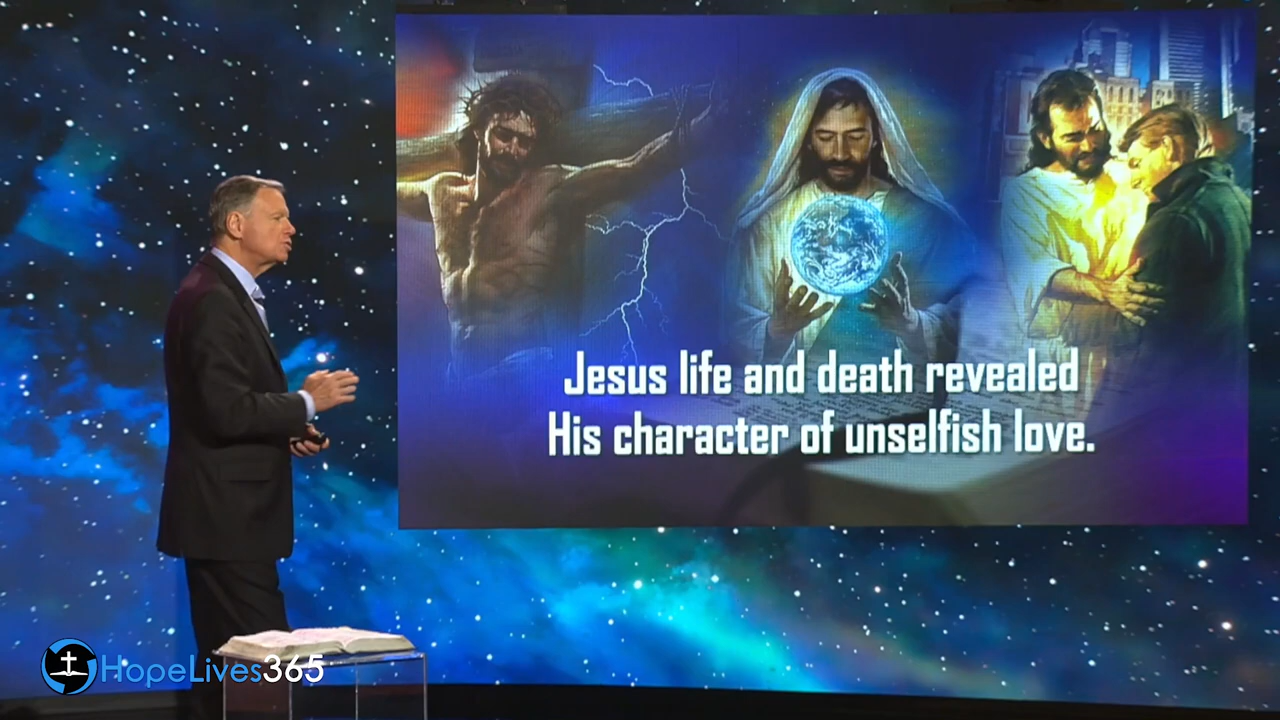 Jesus life and death revealed
His character of unselfish love.
HopeLives365